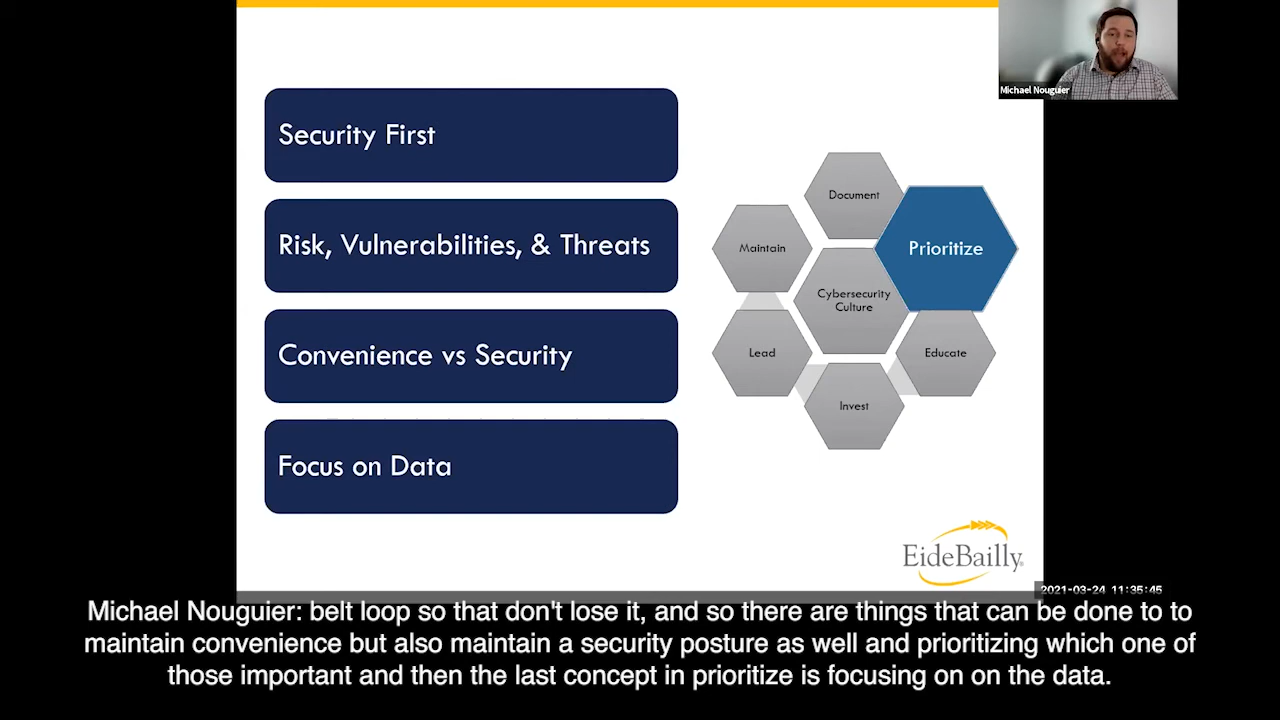 Michael Nouguier
Security First
Risk, Vulnerabilities, & Threats
Convenience vs Security
Focus on Data
Document
Prioritize
Maintain
Cybersecurity
Culture
Lead
Educate
Invest
EideBailly®
2021-03-24 11:35:45
Michael Nouguier: belt loop so that don't lose it, and so there are things that can be done to to
maintain convenience but also maintain a security posture as well and prioritizing which one of
those important and then the last concept in prioritize is focusing on on the data.